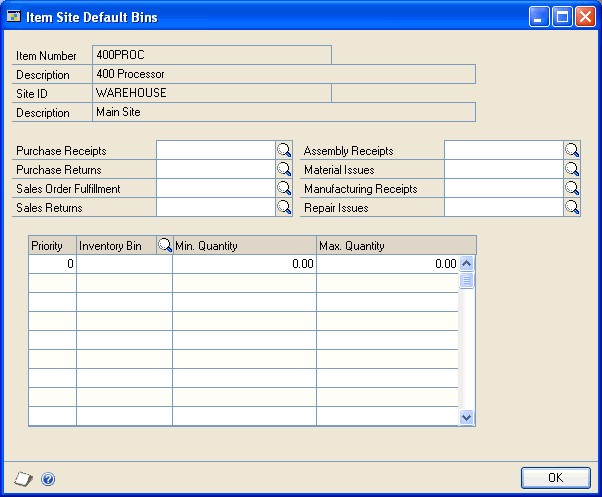 Item Site Default Bins
Item Number 400PROC
Description 400 Processor
Site ID WAREHOUSE
Description Main Site
Purchase Receipts Assembly Receipts
Purchase Returns Material Issues
Sales Order Fulfillment Manufacturing Receipts
Sales Returns Repair Issues
Priority Inventory Bin Min. Quantity Max. Quantity
0 0.00 0.00
OK